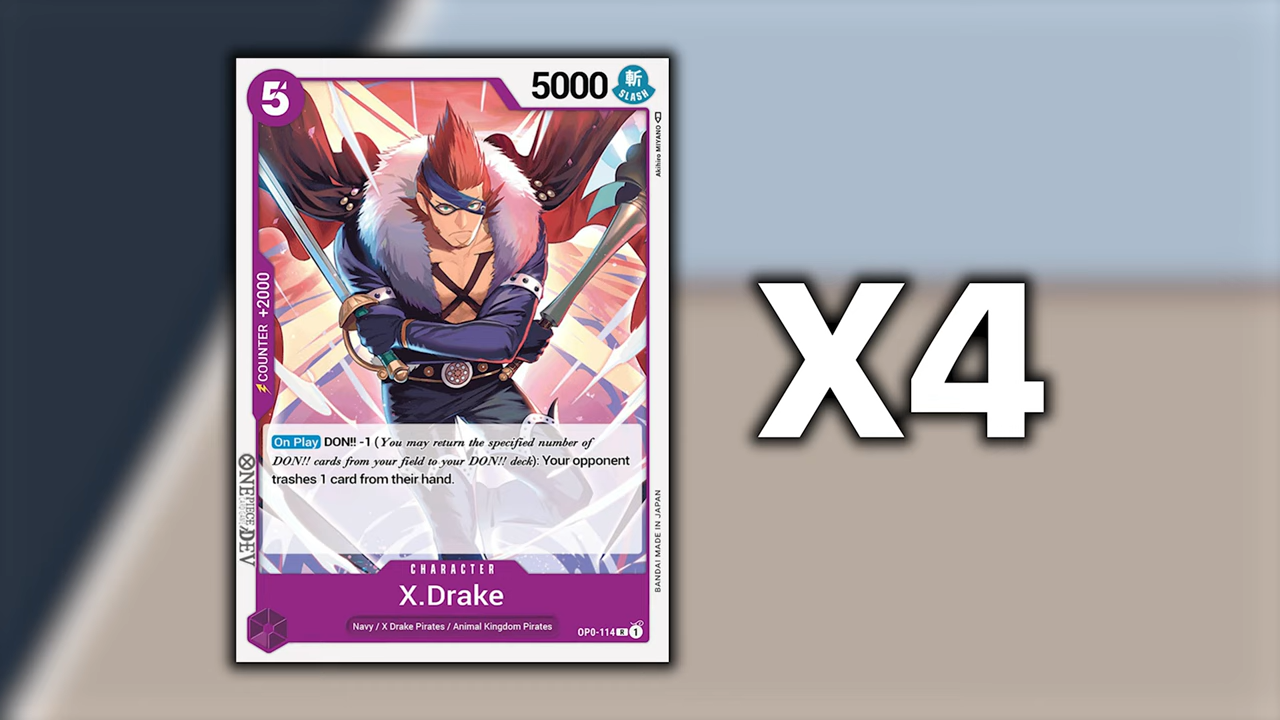 5
5000
斬
SLASH
Akihiro MIYANO
COUNTER +2000
On Play DON!! -1 (You may return the specified number of
DON!! cards from your field to your DON!! deck): Your opponent
trashes 1 card from their hand.
ONE PIECE
/DEV
BANDAI MADE IN JAPAN
CHARACTER
X.Drake
Navy / X Drake Pirates / Animal Kingdom Pirates
OP0-114 R 1
X4